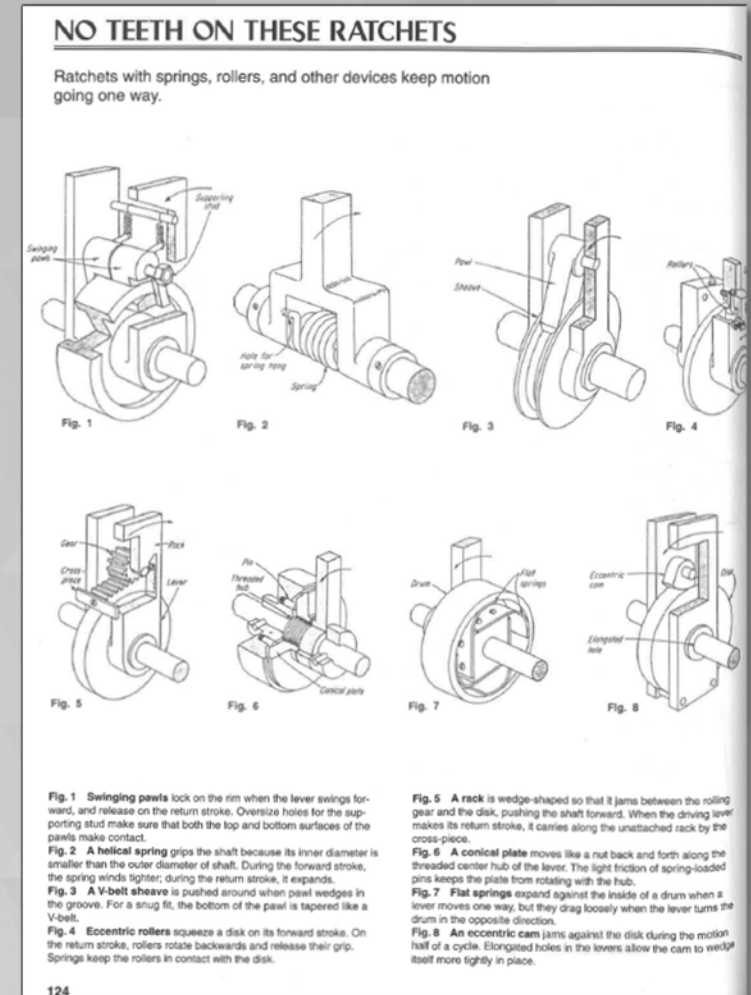 NO TEETH ON THESE RATCHETS
Ratchets with springs, rollers, and other devices keep motion
going one way.
Supporting
stud
Swinging
pawls
Hole for
spring tang
Spring
Pawl
Sheave
Rollers
Fig. 1
Fig. 2
Fig. 3
Fig. 4
Gear
Rack
Cross-
piece
Lever
Pin
Threaded
hub
Conical plate
Drum
Flat
springs
Eccentric
cam
Elongated
hole
Fig. 5
Fig. 6
Fig. 7
Fig. 8
Fig. 1 Swinging pawls lock on the rim when the lever swings for-
ward, and release on the return stroke. Oversize holes for the sup-
porting stud make sure that both the top and bottom surfaces of the
pawls make contact.
Fig. 2 A helical spring grips the shaft because its inner diameter is
smaller than the outer diameter of shaft. During the forward stroke,
the spring winds tighter; during the return stroke, it expands.
Fig. 3 A V-belt sheave is pushed around when pawl wedges in
the groove. For a snug fit, the bottom of the pawl is tapered like a
V-belt.
Fig. 4 Eccentric rollers squeeze a disk on its forward stroke. On
the return stroke, rollers rotate backwards and release their grip.
Springs keep the rollers in contact with the disk.
Fig. 5 A rack is wedge-shaped so that it jams between the rolling
gear and the disk, pushing the shaft forward. When the driving lever
makes its return stroke, it carries along the unattached rack by the
cross-piece.
Fig. 6 A conical plate moves like a nut back and forth along the
threaded center hub of the lever. The light friction of spring-loaded
pins keeps the plate from rotating with the hub.
Fig. 7 Flat springs expand against the inside of a drum when a
lever moves one way, but they drag loosely when the lever turns the
drum in the opposite direction.
Fig. 8 An eccentric cam jams against the disk during the motion
half of a cycle. Elongated holes in the levers allow the cam to wedge
itself more tightly in place.
124